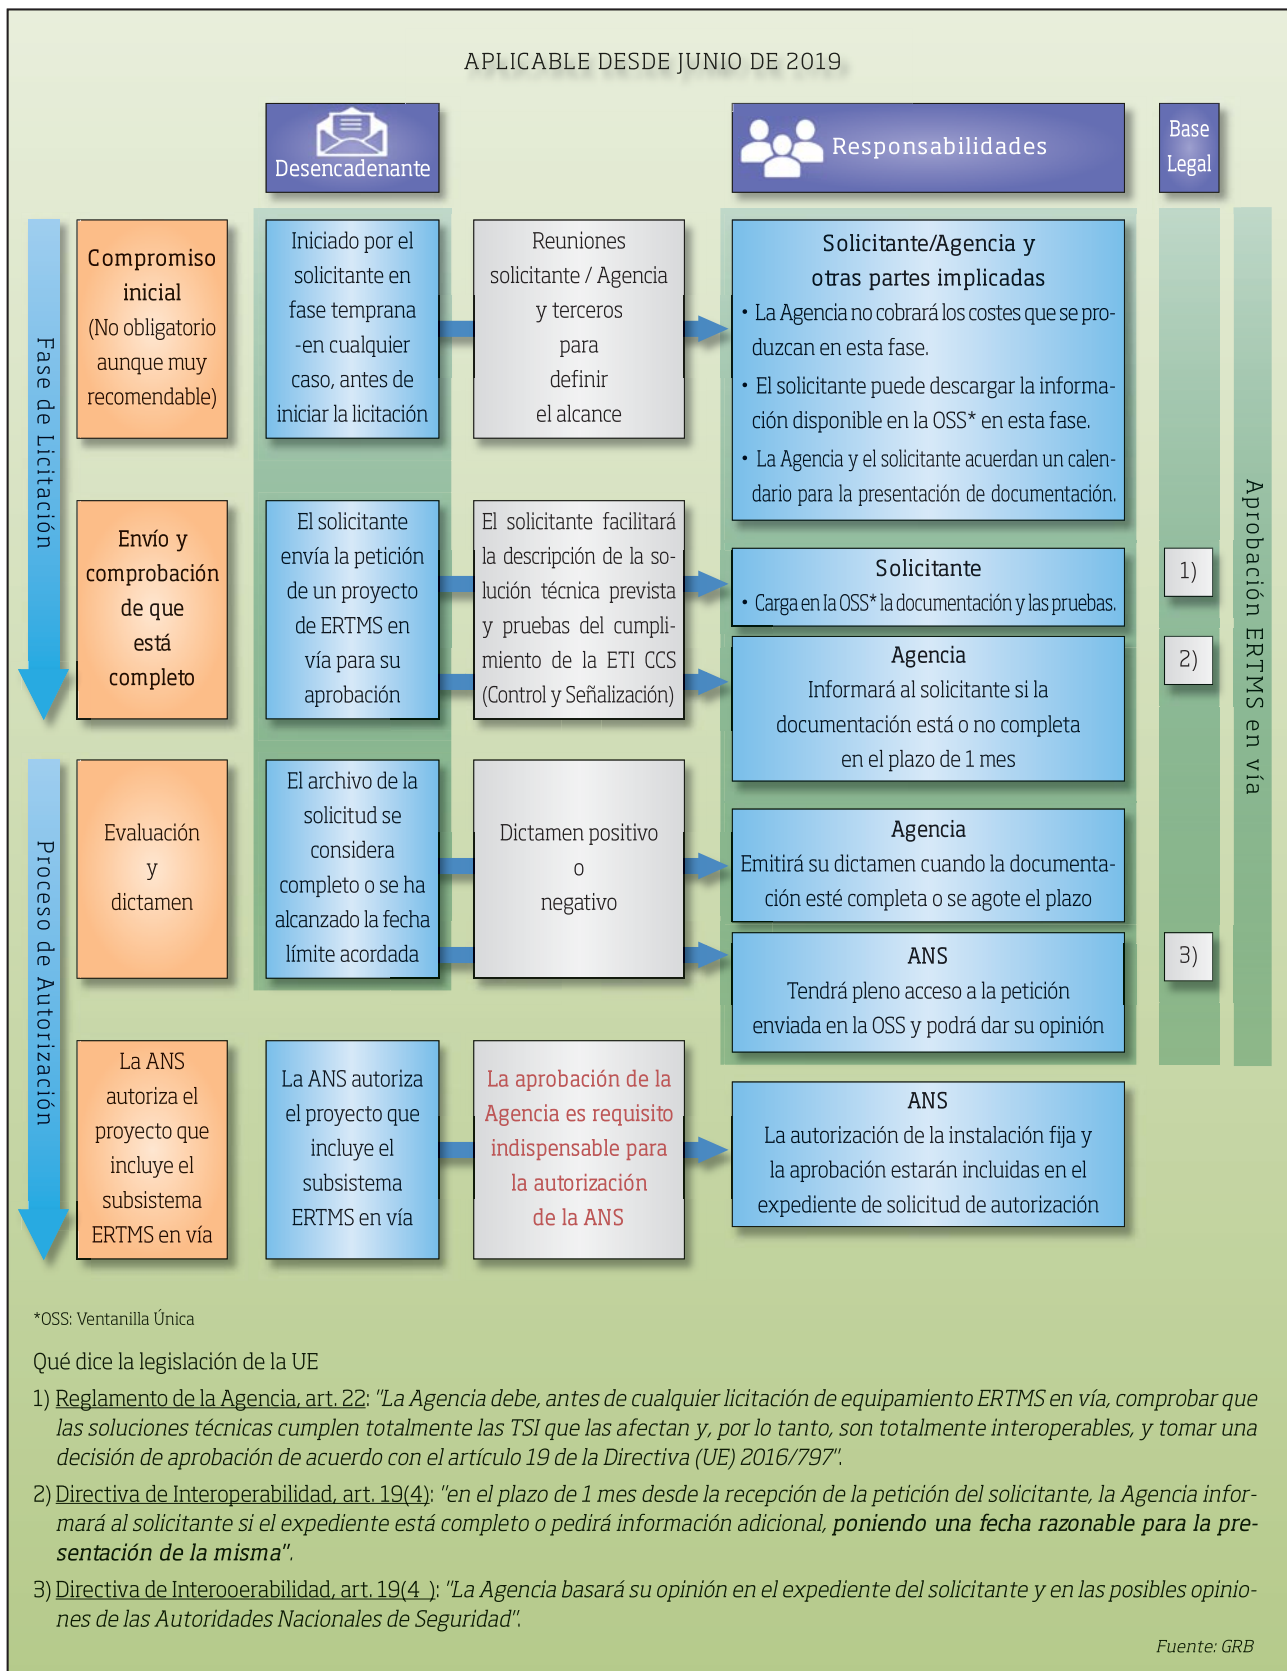 APLICABLE DESDE JUNIO DE 2019
Desencadenante
Responsabilidades
Base
Legal
Fase de Licitación
Compromiso
inicial
(No obligatorio
aunque muy
recomendable)
Iniciado por el
solicitante en
fase temprana
-en cualquier
caso, antes de
iniciar la licitación
Reuniones
solicitante / Agencia
y terceros
para
definir
el alcance
Solicitante/Agencia y
otras partes implicadas
• La Agencia no cobrará los costes que se pro-
duzcan en esta fase.
• El solicitante puede descargar la informa-
ción disponible en la OSS* en esta fase.
• La Agencia y el solicitante acuerdan un calen-
dario para la presentación de documentación.
Envío y
comprobación
de que
está
completo
El solicitante
envía la petición
de un proyecto
de ERTMS en
vía para su
aprobación
El solicitante facilitará
la descripción de la so-
lución técnica prevista
y pruebas del cumpli-
miento de la ETI CCS
(Control y Señalización)
Solicitante
• Carga en la OSS* la documentación y las pruebas.
1)
Agencia
Informará al solicitante si la
documentación está o no completa
en el plazo de 1 mes
2)
Aprobación ERTMS en vía
Proceso de Autorización
Evaluación
y
dictamen
El archivo de la
solicitud se
considera
completo o se ha
alcanzado la fecha
límite acordada
Dictamen positivo
o
negativo
Agencia
Emitirá su dictamen cuando la documenta-
ción esté completa o se agote el plazo
ANS
Tendrá pleno acceso a la petición
enviada en la OSS y podrá dar su opinión
3)
La ANS
autoriza el
proyecto que
incluye el
subsistema
ERTMS en vía
La ANS autoriza
el proyecto que
incluye el
subsistema
ERTMS en vía
La aprobación de la
Agencia es requisito
indispensable para
la autorización
de la ANS
ANS
La autorización de la instalación fija y
la aprobación estarán incluidas en el
expediente de solicitud de autorización
*OSS: Ventanilla Única
Qué dice la legislación de la UE
1) Reglamento de la Agencia, art. 22: "La Agencia debe, antes de cualquier licitación de equipamiento ERTMS en vía, comprobar que
las soluciones técnicas cumplen totalmente las TSI que las afectan y, por lo tanto, son totalmente interoperables, y tomar una
decisión de aprobación de acuerdo con el artículo 19 de la Directiva (UE) 2016/797".
2) Directiva de Interoperabilidad, art. 19(4): "en el plazo de 1 mes desde la recepción de la petición del solicitante, la Agencia infor-
mará al solicitante si el expediente está completo o pedirá información adicional, poniendo una fecha razonable para la pre-
sentación de la misma".
3) Directiva de Interooerabilidad, art. 19(4 ): "La Agencia basará su opinión en el expediente del solicitante y en las posibles opinio-
nes de las Autoridades Nacionales de Seguridad".
Fuente: GRB